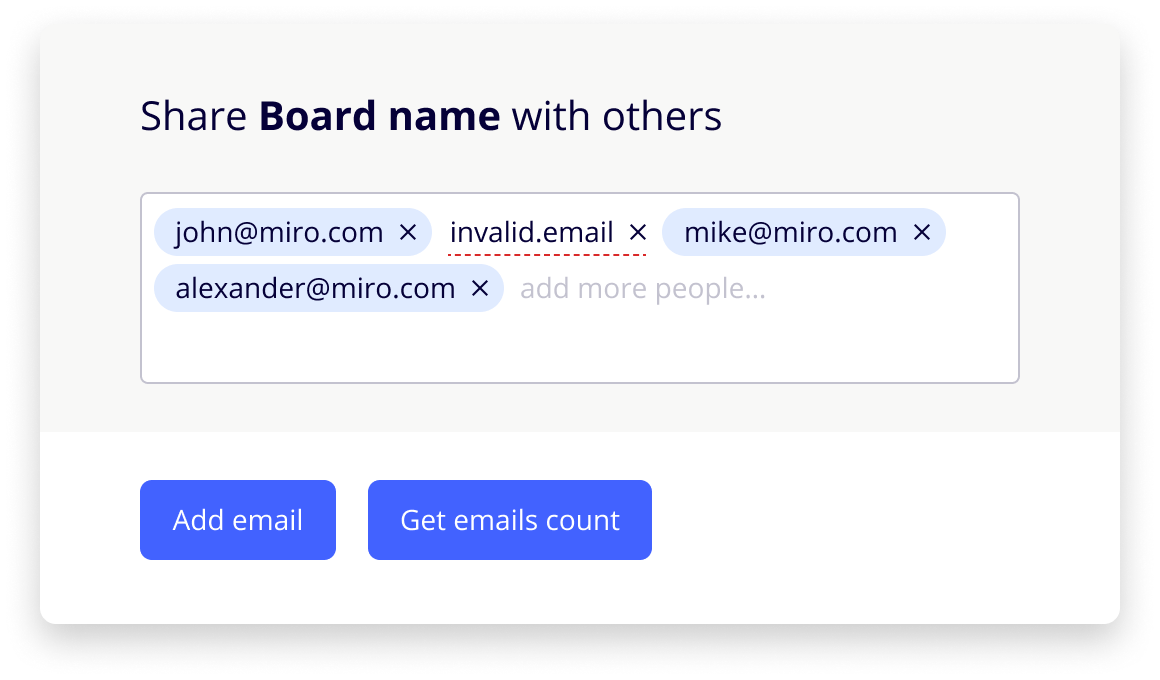 Share Board name with others
john@miro.com × invalid.email × mike@miro.com ×
alexander@miro.com × add more people...
Add email Get emails count